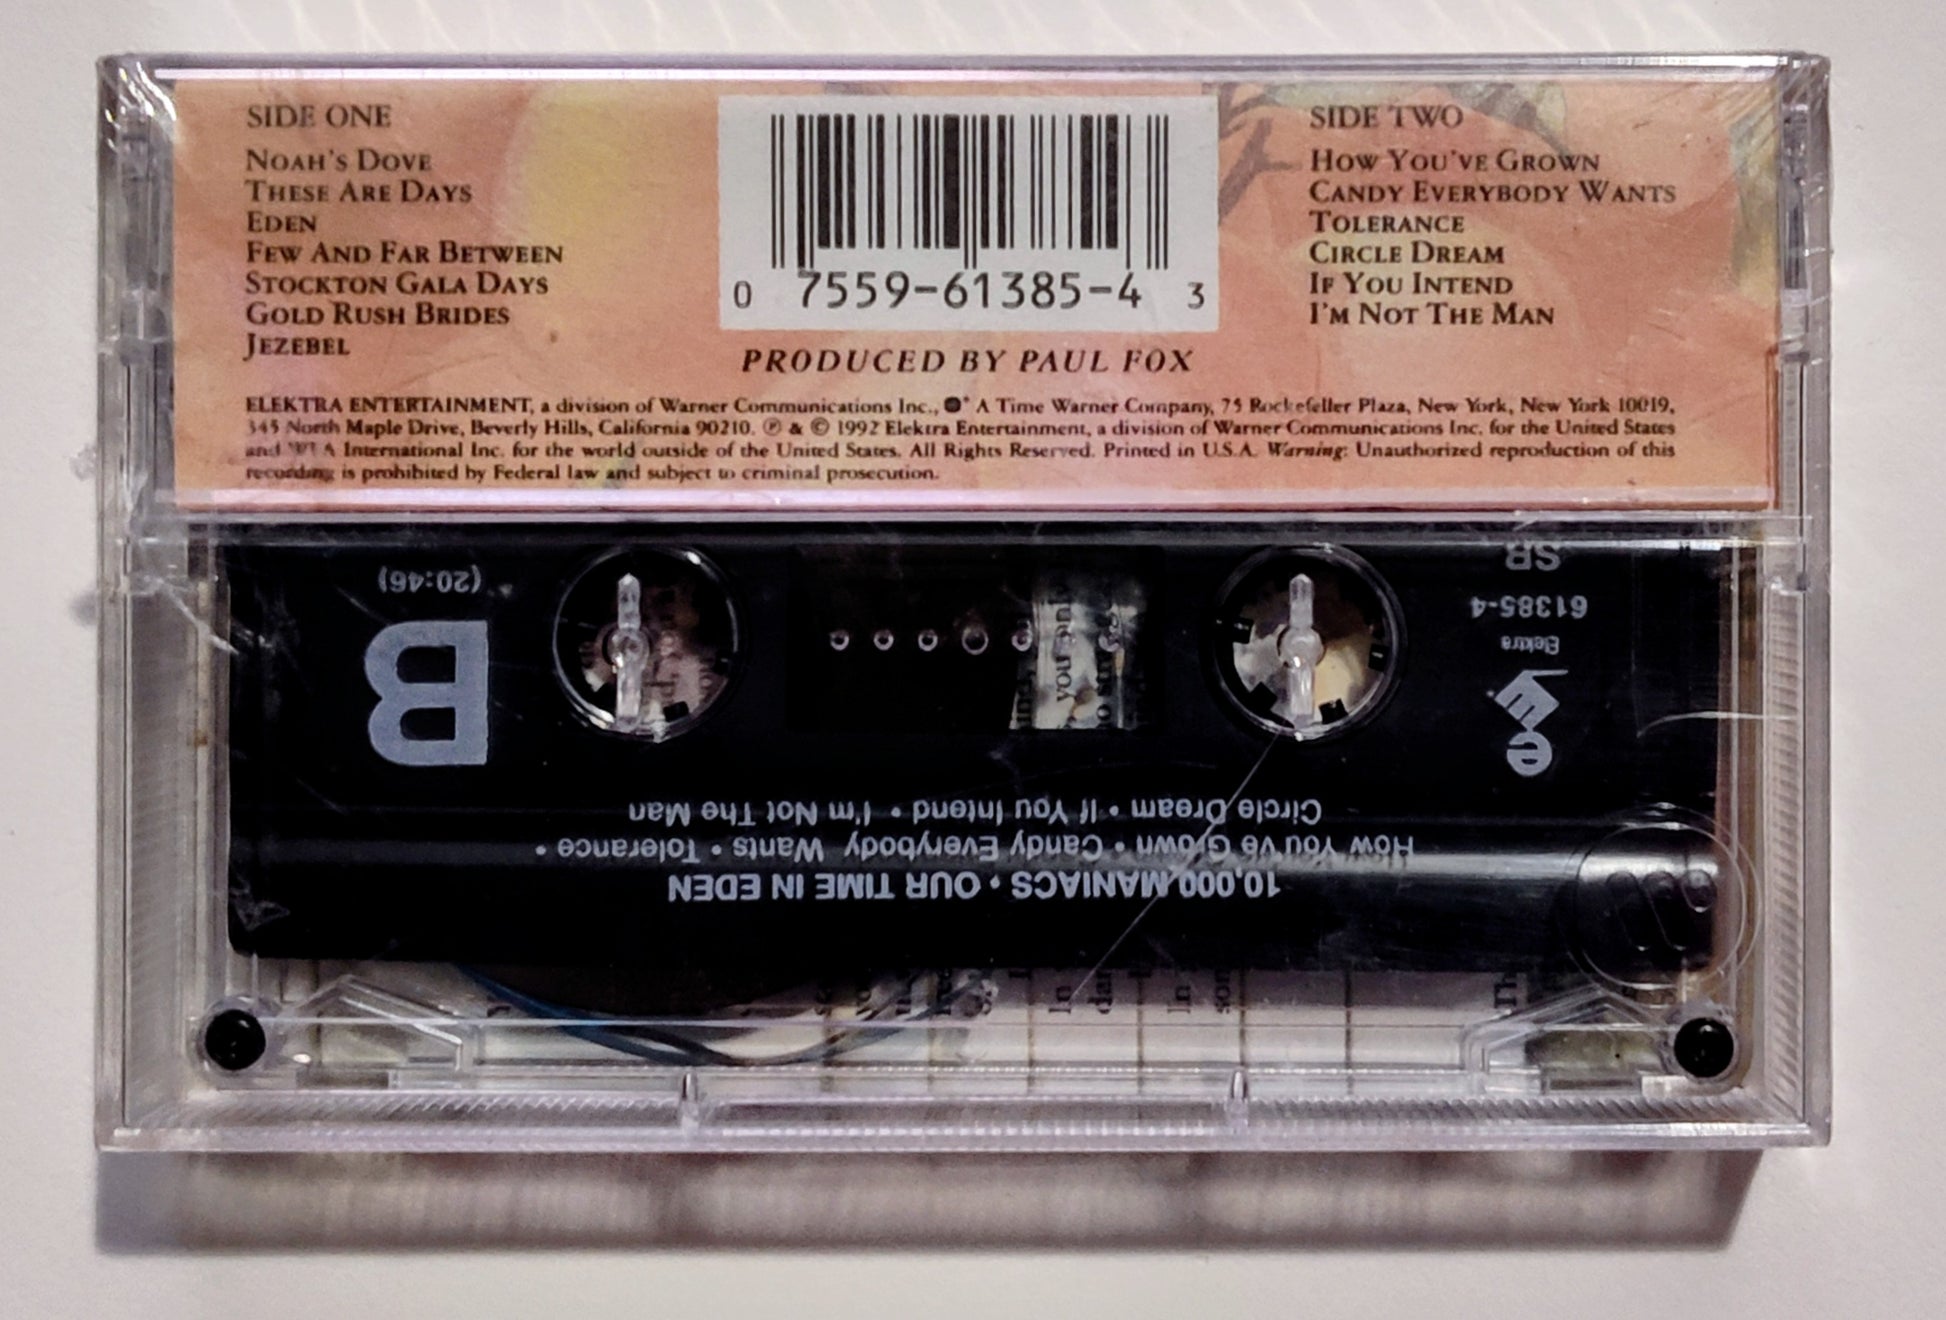 SIDE ONE
NOAH'S DOVE
THESE ARE DAYS
EDEN
FEW AND FAR BETWEEN
STOCKTON GALA DAYS
GOLD RUSH BRIDES
JEZEBEL
0 7559-61385-4 3
PRODUCED BY PAUL FOX
SIDE TWO
HOW YOU'VE GROWN
CANDY EVERYBODY WANTS
TOLERANCE
CIRCLE DREAM
IF YOU INTEND
I'M NOT THE MAN
ELEKTRA ENTERTAINMENT, a division of Warner Communications Inc., A Time Warner Company, 75 Rockefeller Plaza, New York, New York 10019,
345 North Maple Drive, Beverly Hills, California 90210. ℗ & © 1992 Elektra Entertainment, a division of Warner Communications Inc. for the United States
and WEA International Inc. for the world outside of the United States. All Rights Reserved. Printed in U.S.A. Warning: Unauthorized reproduction of this
recording is prohibited by Federal law and subject to criminal prosecution.
10,000 MANIACS • OUR TIME IN EDEN
How You've Grown • Candy Everybody Wants • Tolerance •
Circle Dream • If You Intend • I'm Not The Man
B
(20:46)
Elektra
61385-4
SR
you only